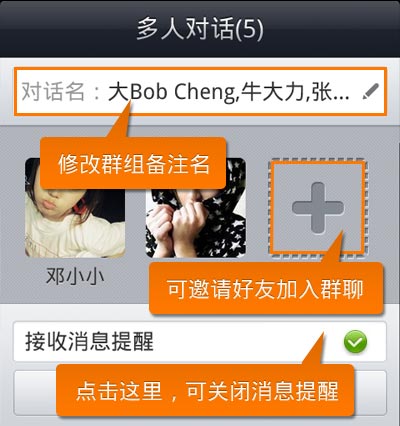 多人对话(5)
对话名：大Bob Cheng,牛大力,张...
修改群组备注名
邓小小
可邀请好友加入群聊
接收消息提醒
点击这里，可关闭消息提醒